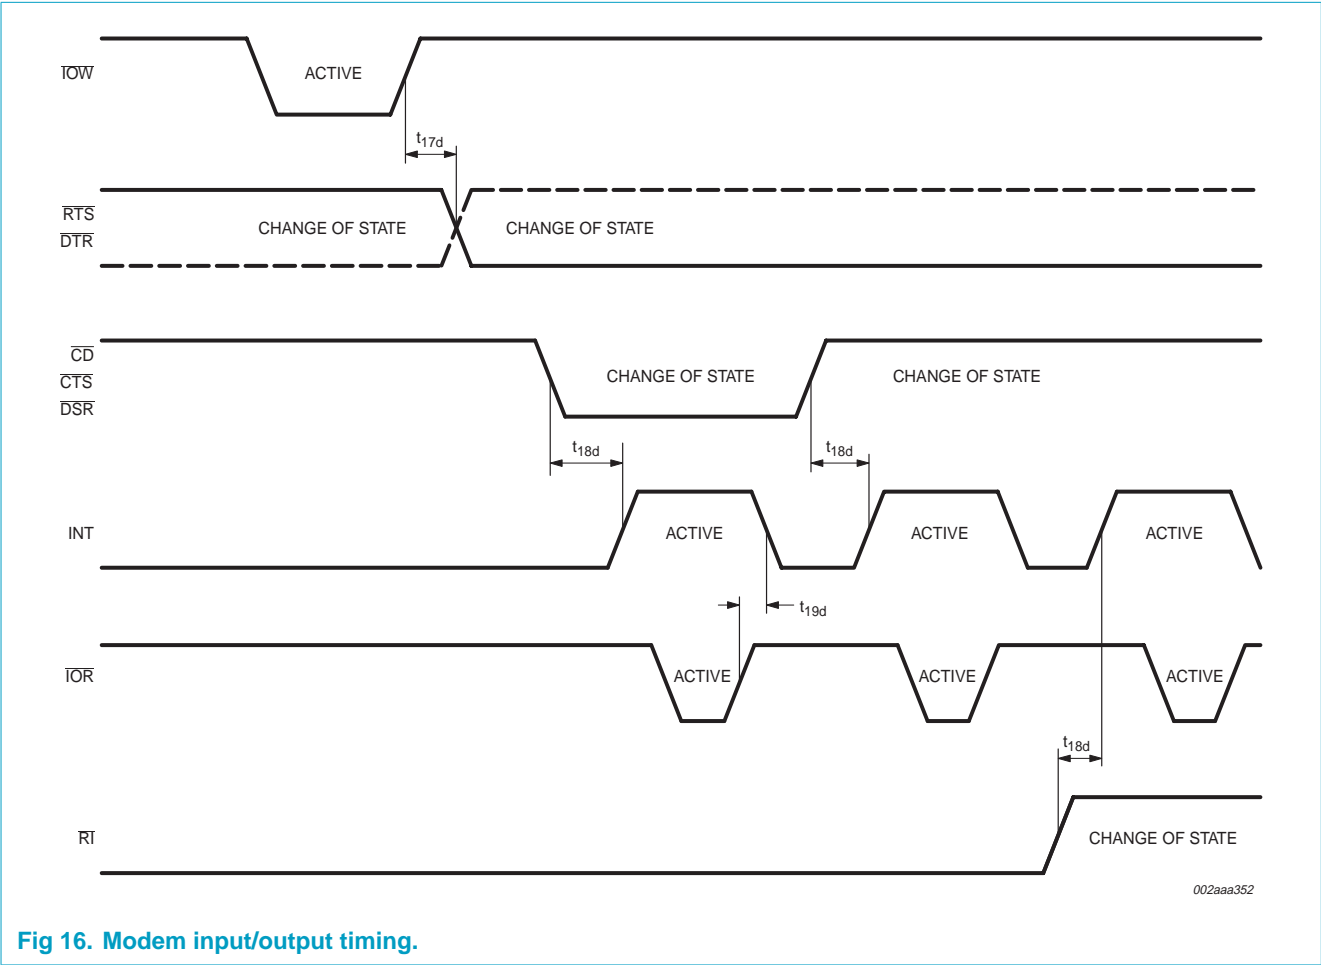 IOW
ACTIVE
t17d
RTS
DTR
CHANGE OF STATE
CHANGE OF STATE
CD
CTS
DSR
CHANGE OF STATE
CHANGE OF STATE
t18d
t18d
INT
ACTIVE
ACTIVE
ACTIVE
t19d
IOR
ACTIVE
ACTIVE
ACTIVE
t18d
RI
CHANGE OF STATE
002aaa352
Fig 16. Modem input/output timing.